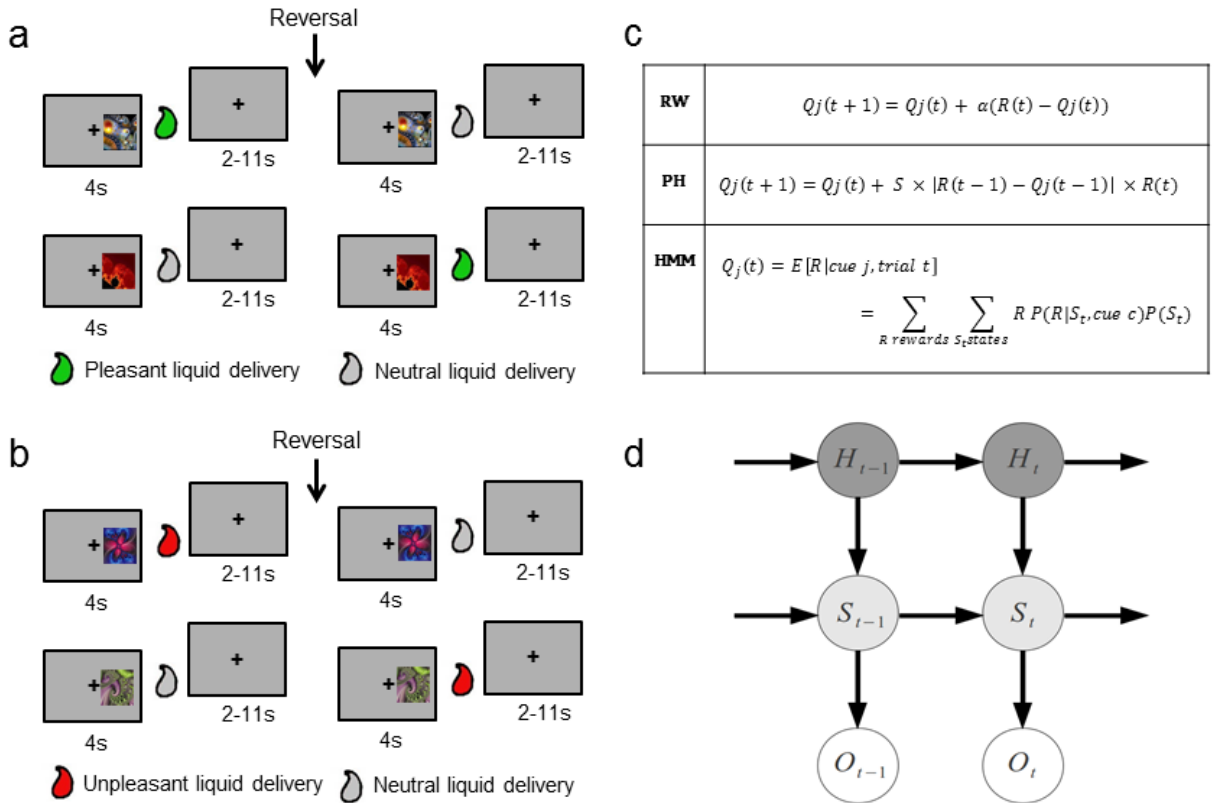 a
Reversal
+
+
4s
2-11s
+
+
4s
2-11s
+
+
4s
2-11s
+
+
4s
2-11s
Pleasant liquid delivery
Neutral liquid delivery
b
Reversal
+
+
4s
2-11s
+
+
4s
2-11s
+
+
4s
2-11s
+
+
4s
2-11s
Unpleasant liquid delivery
Neutral liquid delivery
c
RW
Qj(t + 1) = Qj(t) + α(R(t) − Qj(t))
PH
Qj(t + 1) = Qj(t) + S × |R(t − 1) − Qj(t − 1)| × R(t)
HMM
Q_j(t) = E[R|cue j, trial t]
= ∑ ∑ R P(R|S_t, cue c)P(S_t)
R rewards S_t states
d
H_{t−1}
H_t
S_{t−1}
S_t
O_{t−1}
O_t